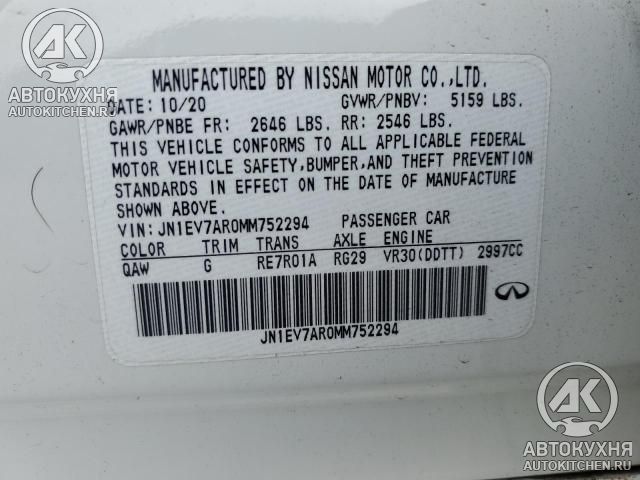 MANUFACTURED BY NISSAN MOTOR CO.,LTD.
DATE: 10/20 GVWR/PNBV: 5159 LBS.
GAWR/PNBE FR: 2646 LBS. RR: 2546 LBS.
THIS VEHICLE CONFORMS TO ALL APPLICABLE FEDERAL
MOTOR VEHICLE SAFETY,BUMPER,AND THEFT PREVENTION
STANDARDS IN EFFECT ON THE DATE OF MANUFACTURE
SHOWN ABOVE.
VIN: JN1EV7AR0MM752294 PASSENGER CAR
COLOR TRIM TRANS AXLE ENGINE
QAW G RE7R01A RG29 VR30(DDTT) 2997CC
JN1EV7AR0MM752294
АК
АВТОКУХНЯ
AUTOKUHNYA.RU
АК
АВТОКУХНЯ
AUTOKUHNYA.RU